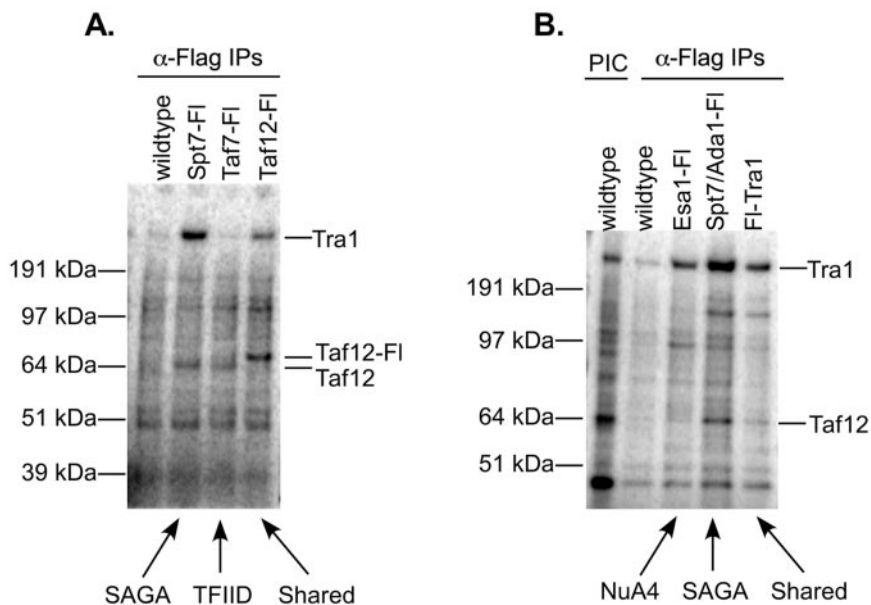 A.
α-Flag IPs
wildtype
Spt7-Fl
Taf7-Fl
Taf12-Fl
Tra1
191 kDa
97 kDa
64 kDa
51 kDa
39 kDa
Taf12-Fl
Taf12
SAGA TFIID Shared
B.
PIC α-Flag IPs
wildtype
wildtype
Esa1-Fl
Spt7/Ada1-Fl
Fl-Tra1
Tra1
191 kDa
97 kDa
64 kDa
Taf12
51 kDa
NuA4 SAGA Shared